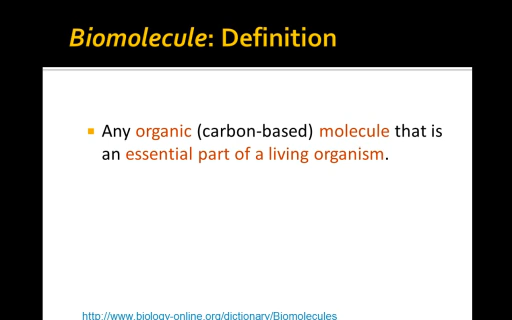 Biomolecule: Definition
Any organic (carbon-based) molecule that is
an essential part of a living organism.
http://www.biology-online.org/dictionary/Biomolecules